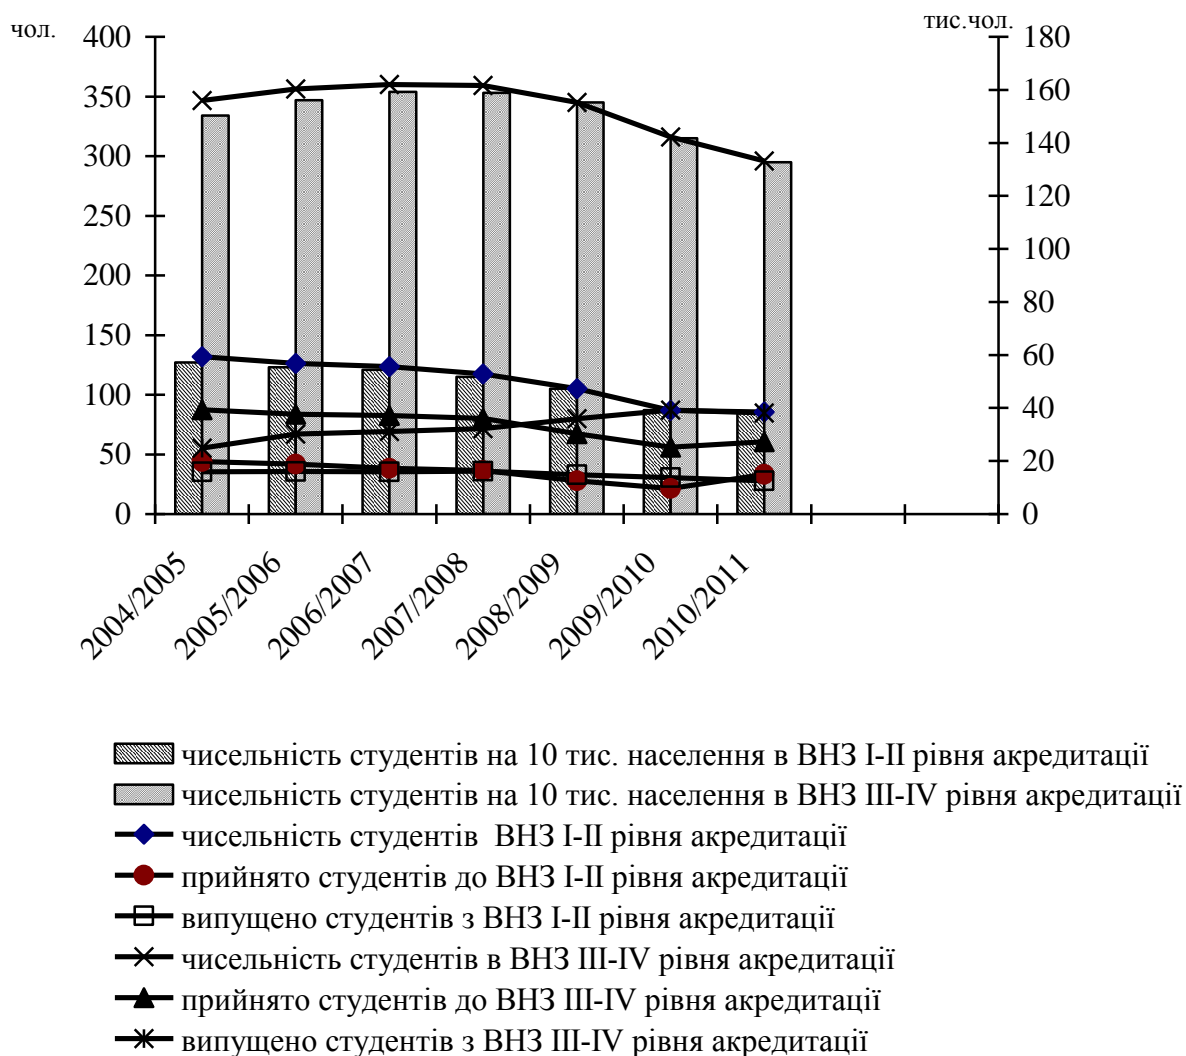 чол.
тис.чол.
400
350
300
250
200
150
100
50
0
180
160
140
120
100
80
60
40
20
0
2004/2005
2005/2006
2006/2007
2007/2008
2008/2009
2009/2010
2010/2011
чисельність студентів на 10 тис. населення в ВНЗ I-II рівня акредитації
чисельність студентів на 10 тис. населення в ВНЗ III-IV рівня акредитації
чисельність студентів ВНЗ I-II рівня акредитації
прийнято студентів до ВНЗ I-II рівня акредитації
випущено студентів з ВНЗ I-II рівня акредитації
чисельність студентів в ВНЗ III-IV рівня акредитації
прийнято студентів до ВНЗ III-IV рівня акредитації
випущено студентів з ВНЗ III-IV рівня акредитації